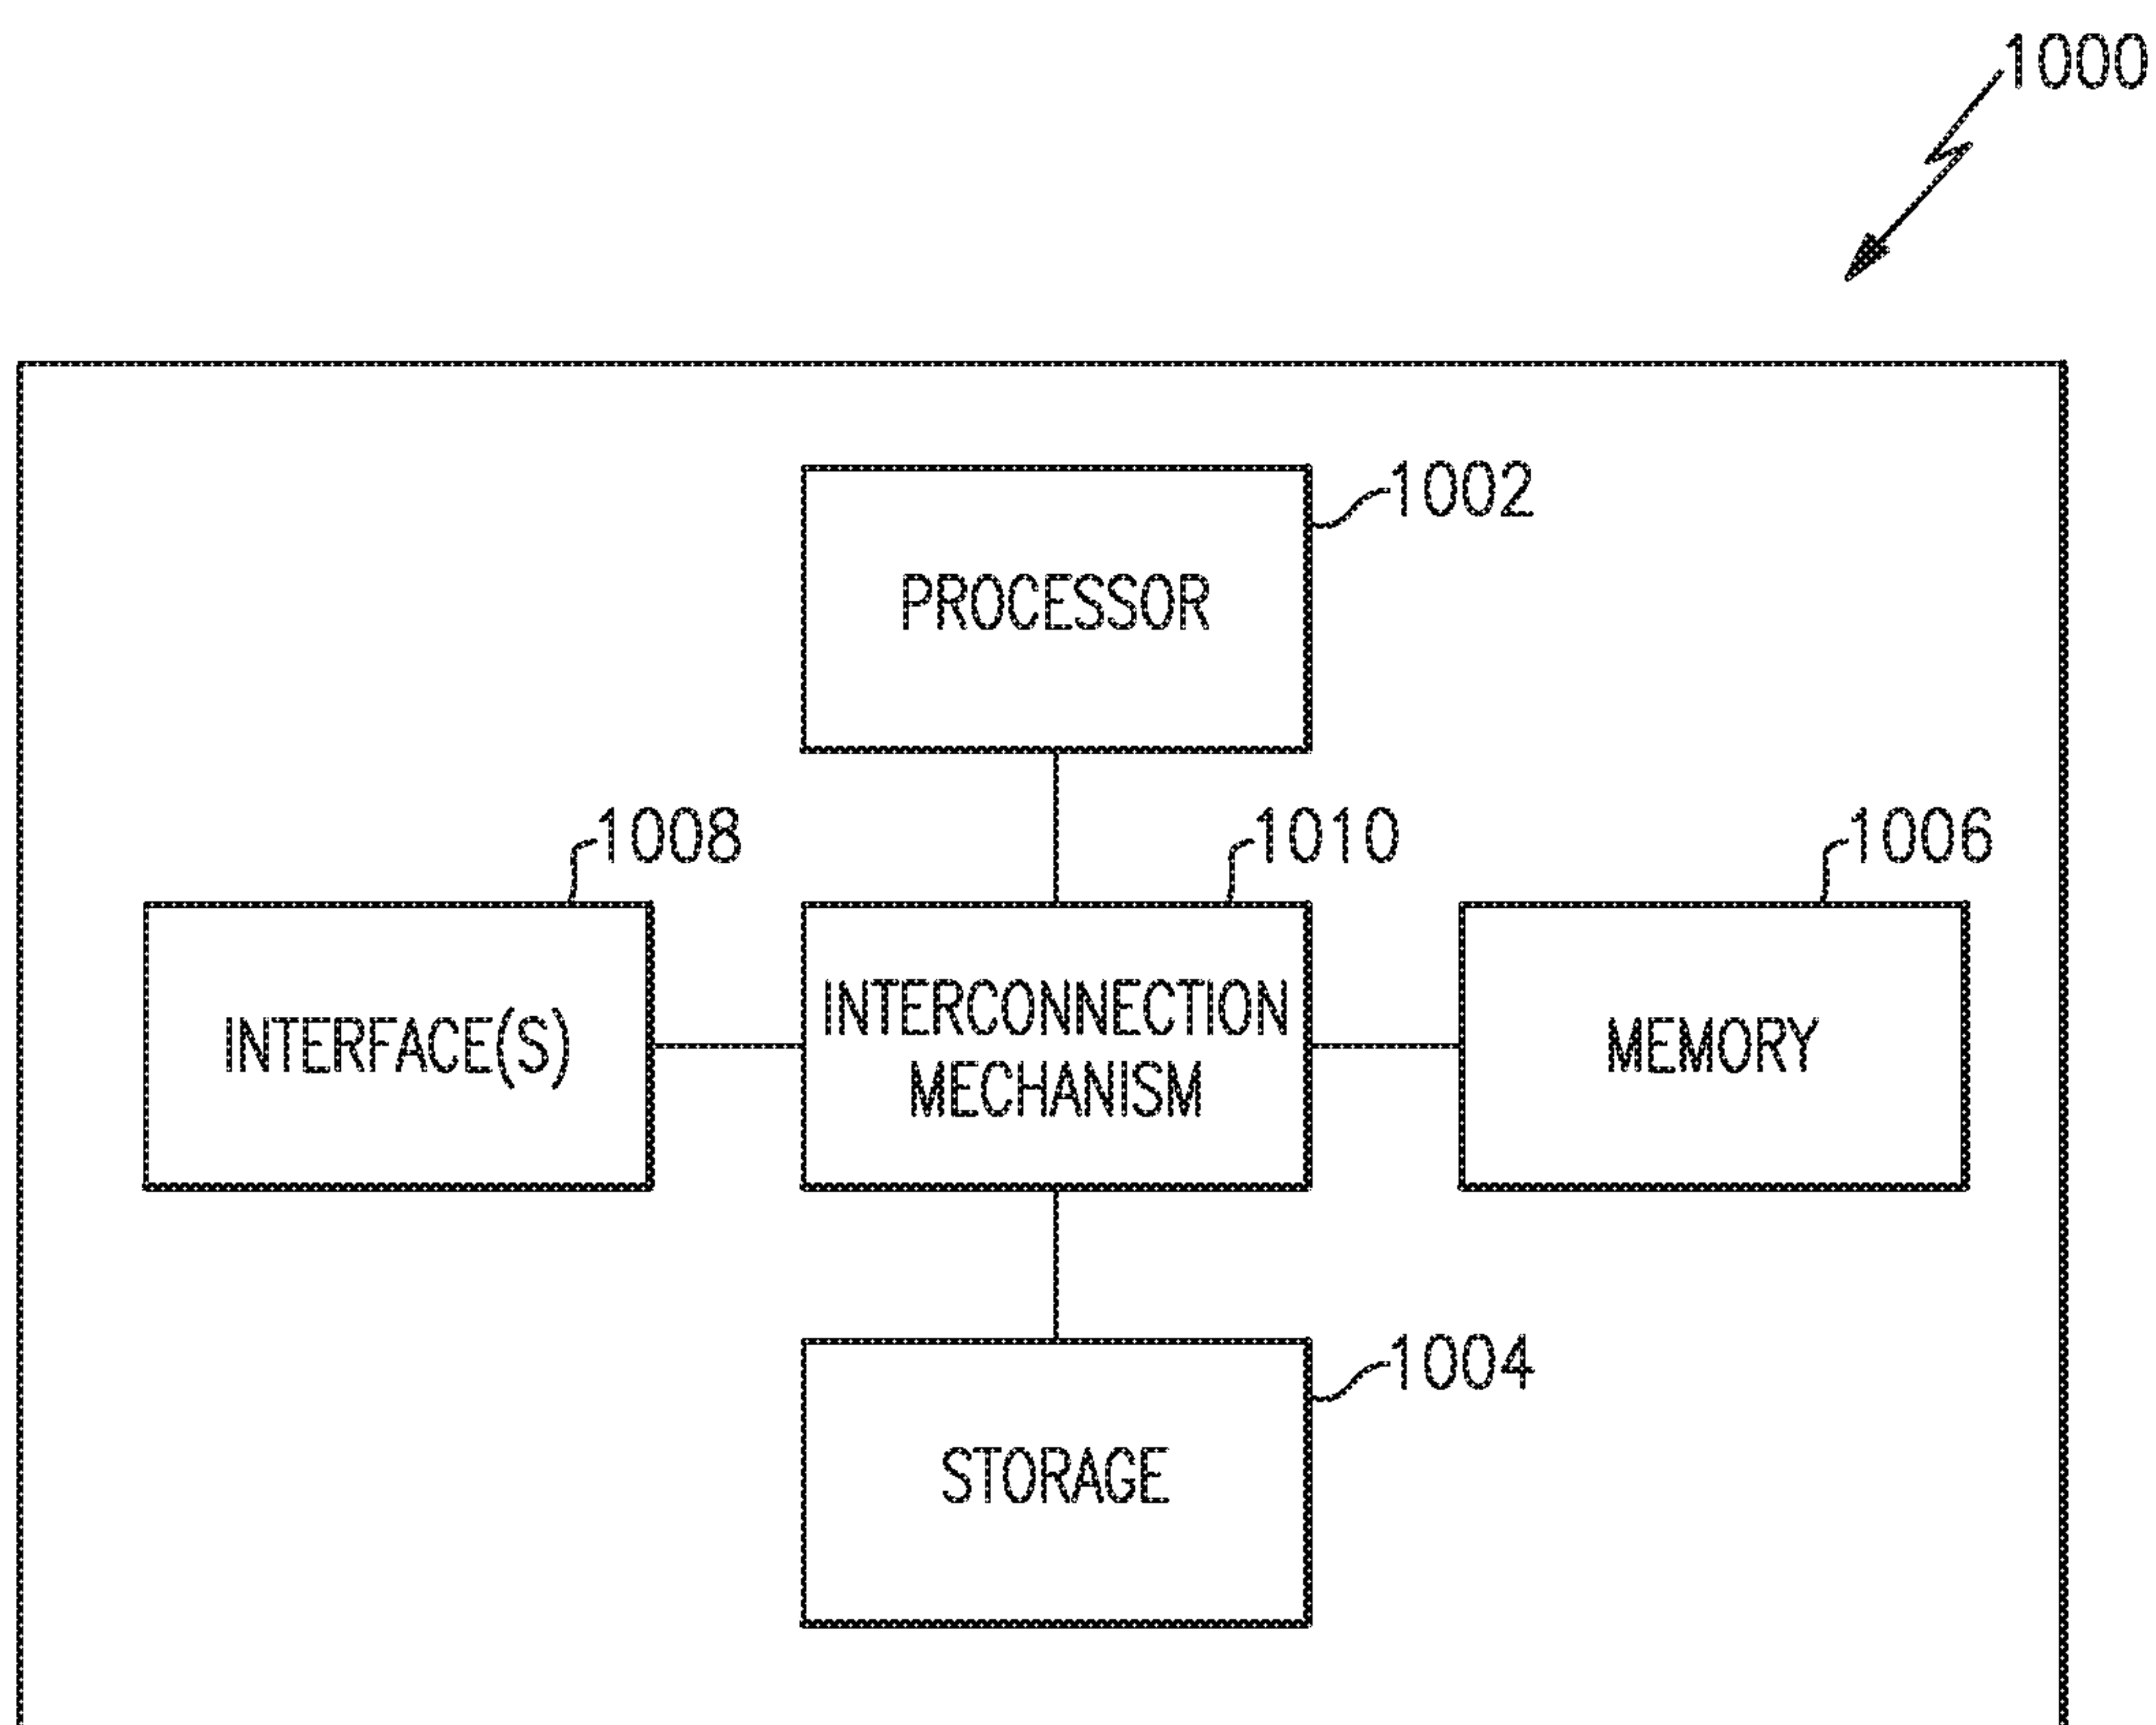 1000
1002
PROCESSOR
1008
1010
1006
INTERFACE(S)
INTERCONNECTION
MECHANISM
MEMORY
1004
STORAGE